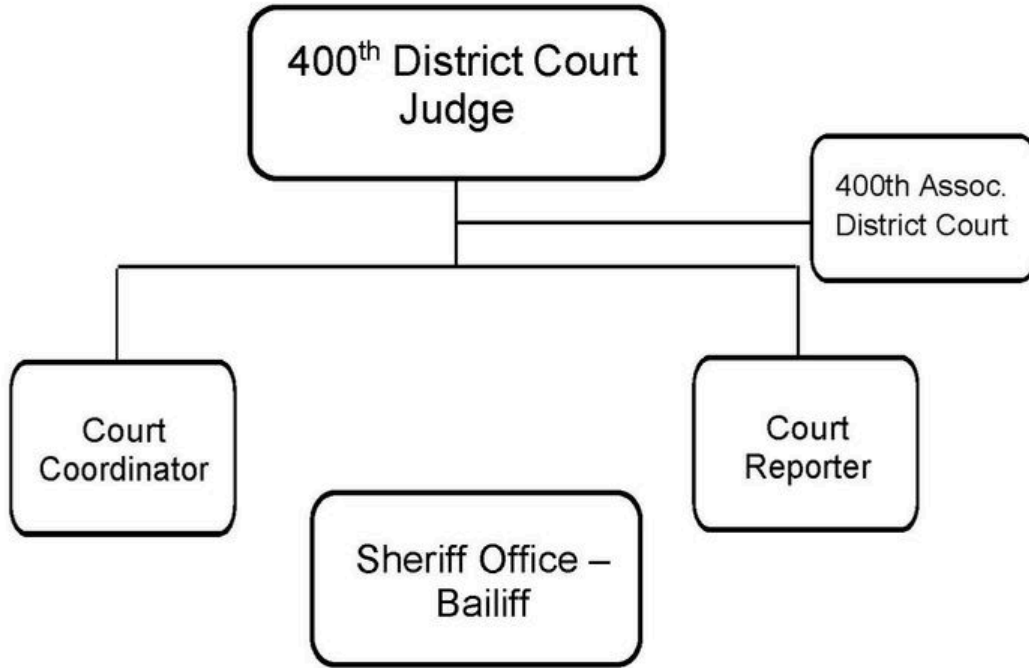 400th District Court
Judge
400th Assoc.
District Court
Court
Coordinator
Court
Reporter
Sheriff Office –
Bailiff